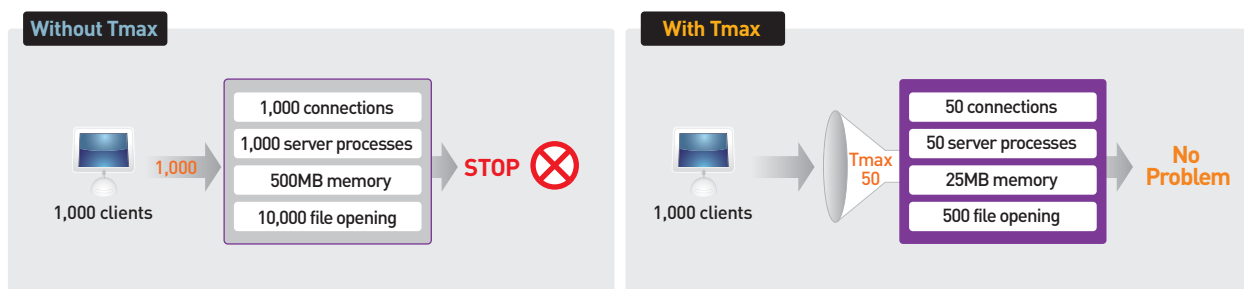 Without Tmax
1,000 clients
1,000
1,000 connections
1,000 server processes
500MB memory
10,000 file opening
STOP
With Tmax
1,000 clients
Tmax
50
50 connections
50 server processes
25MB memory
500 file opening
No
Problem